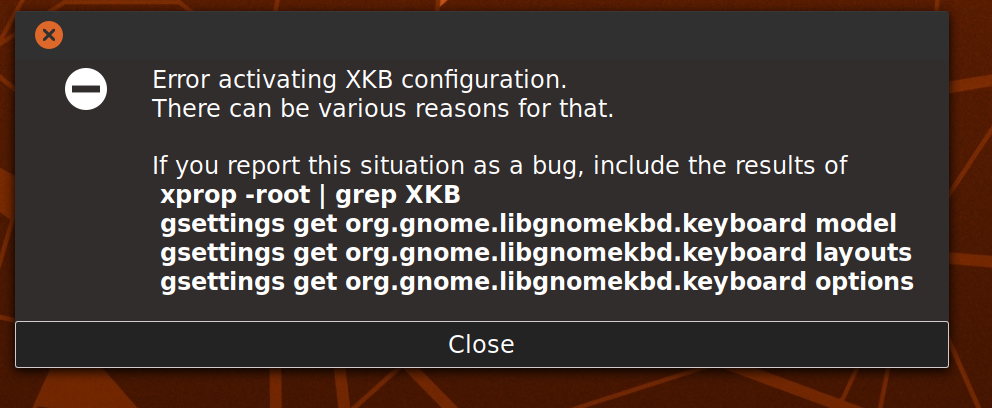 Error activating XKB configuration.
There can be various reasons for that.
If you report this situation as a bug, include the results of
xprop -root | grep XKB
gsettings get org.gnome.libgnomekbd.keyboard model
gsettings get org.gnome.libgnomekbd.keyboard layouts
gsettings get org.gnome.libgnomekbd.keyboard options
Close